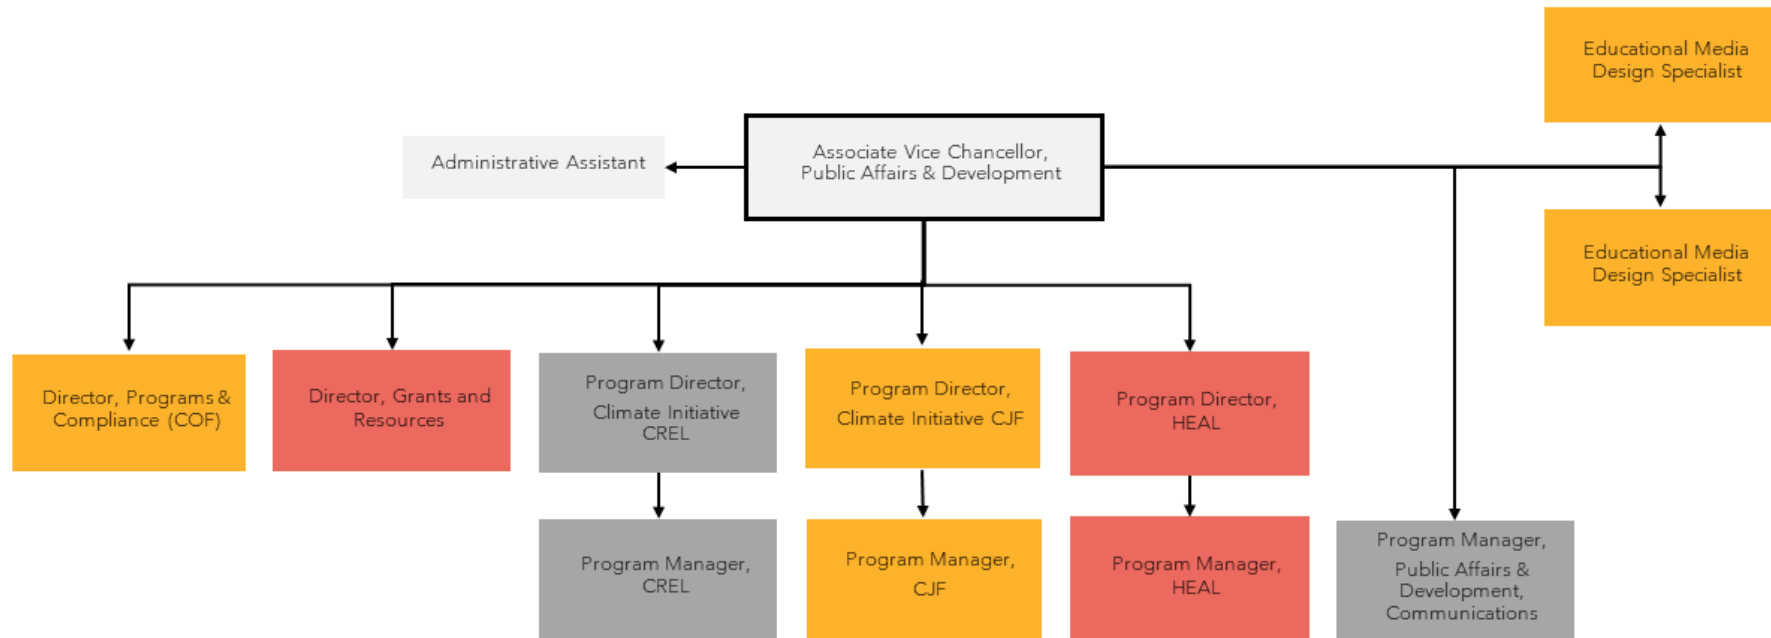 Educational Media
Design Specialist
Administrative Assistant
Associate Vice Chancellor,
Public Affairs & Development
Educational Media
Design Specialist
Director, Programs &
Compliance (COF)
Director, Grants and
Resources
Program Director,
Climate Initiative
CREL
Program Director,
Climate Initiative CJF
Program Director,
HEAL
Program Manager,
CREL
Program Manager,
CJF
Program Manager,
HEAL
Program Manager,
Public Affairs &
Development,
Communications